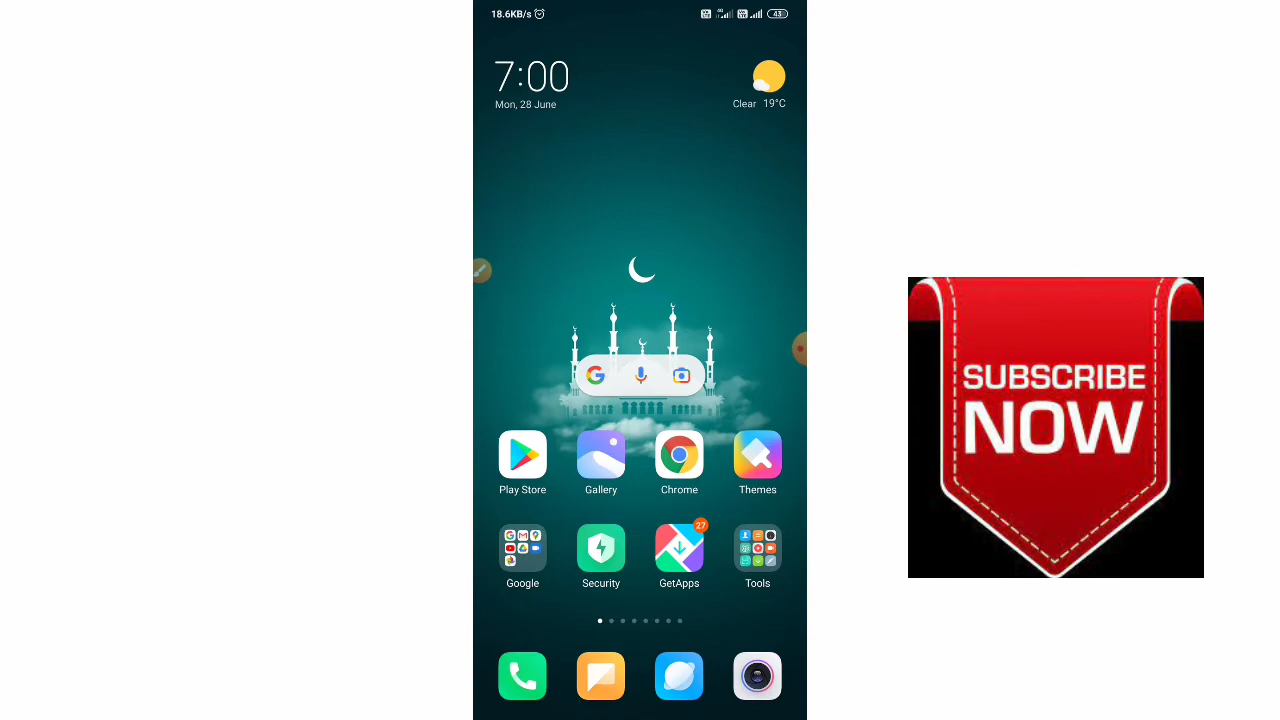 18.6KB/s
43
7:00
Mon, 28 June
Clear 19°C
Play Store
Gallery
Chrome
Themes
27
Google
Security
GetApps
Tools
SUBSCRIBE
NOW